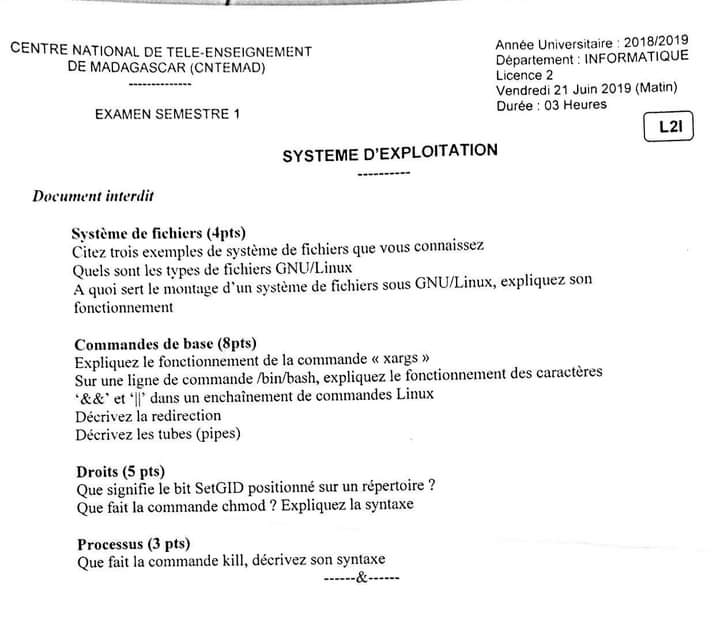 CENTRE NATIONAL DE TELE-ENSEIGNEMENT
DE MADAGASCAR (CNTEMAD)
-------------
EXAMEN SEMESTRE 1
Année Universitaire : 2018/2019
Département : INFORMATIQUE
Licence 2
Vendredi 21 Juin 2019 (Matin)
Durée : 03 Heures
L2I
SYSTEME D'EXPLOITATION
----------
Document interdit
Système de fichiers (4pts)
Citez trois exemples de système de fichiers que vous connaissez
Quels sont les types de fichiers GNU/Linux
A quoi sert le montage d'un système de fichiers sous GNU/Linux, expliquez son
fonctionnement
Commandes de base (8pts)
Expliquez le fonctionnement de la commande « xargs »
Sur une ligne de commande /bin/bash, expliquez le fonctionnement des caractères
'&&' et '||' dans un enchaînement de commandes Linux
Décrivez la redirection
Décrivez les tubes (pipes)
Droits (5 pts)
Que signifie le bit SetGID positionné sur un répertoire ?
Que fait la commande chmod ? Expliquez la syntaxe
Processus (3 pts)
Que fait la commande kill, décrivez son syntaxe
------&------